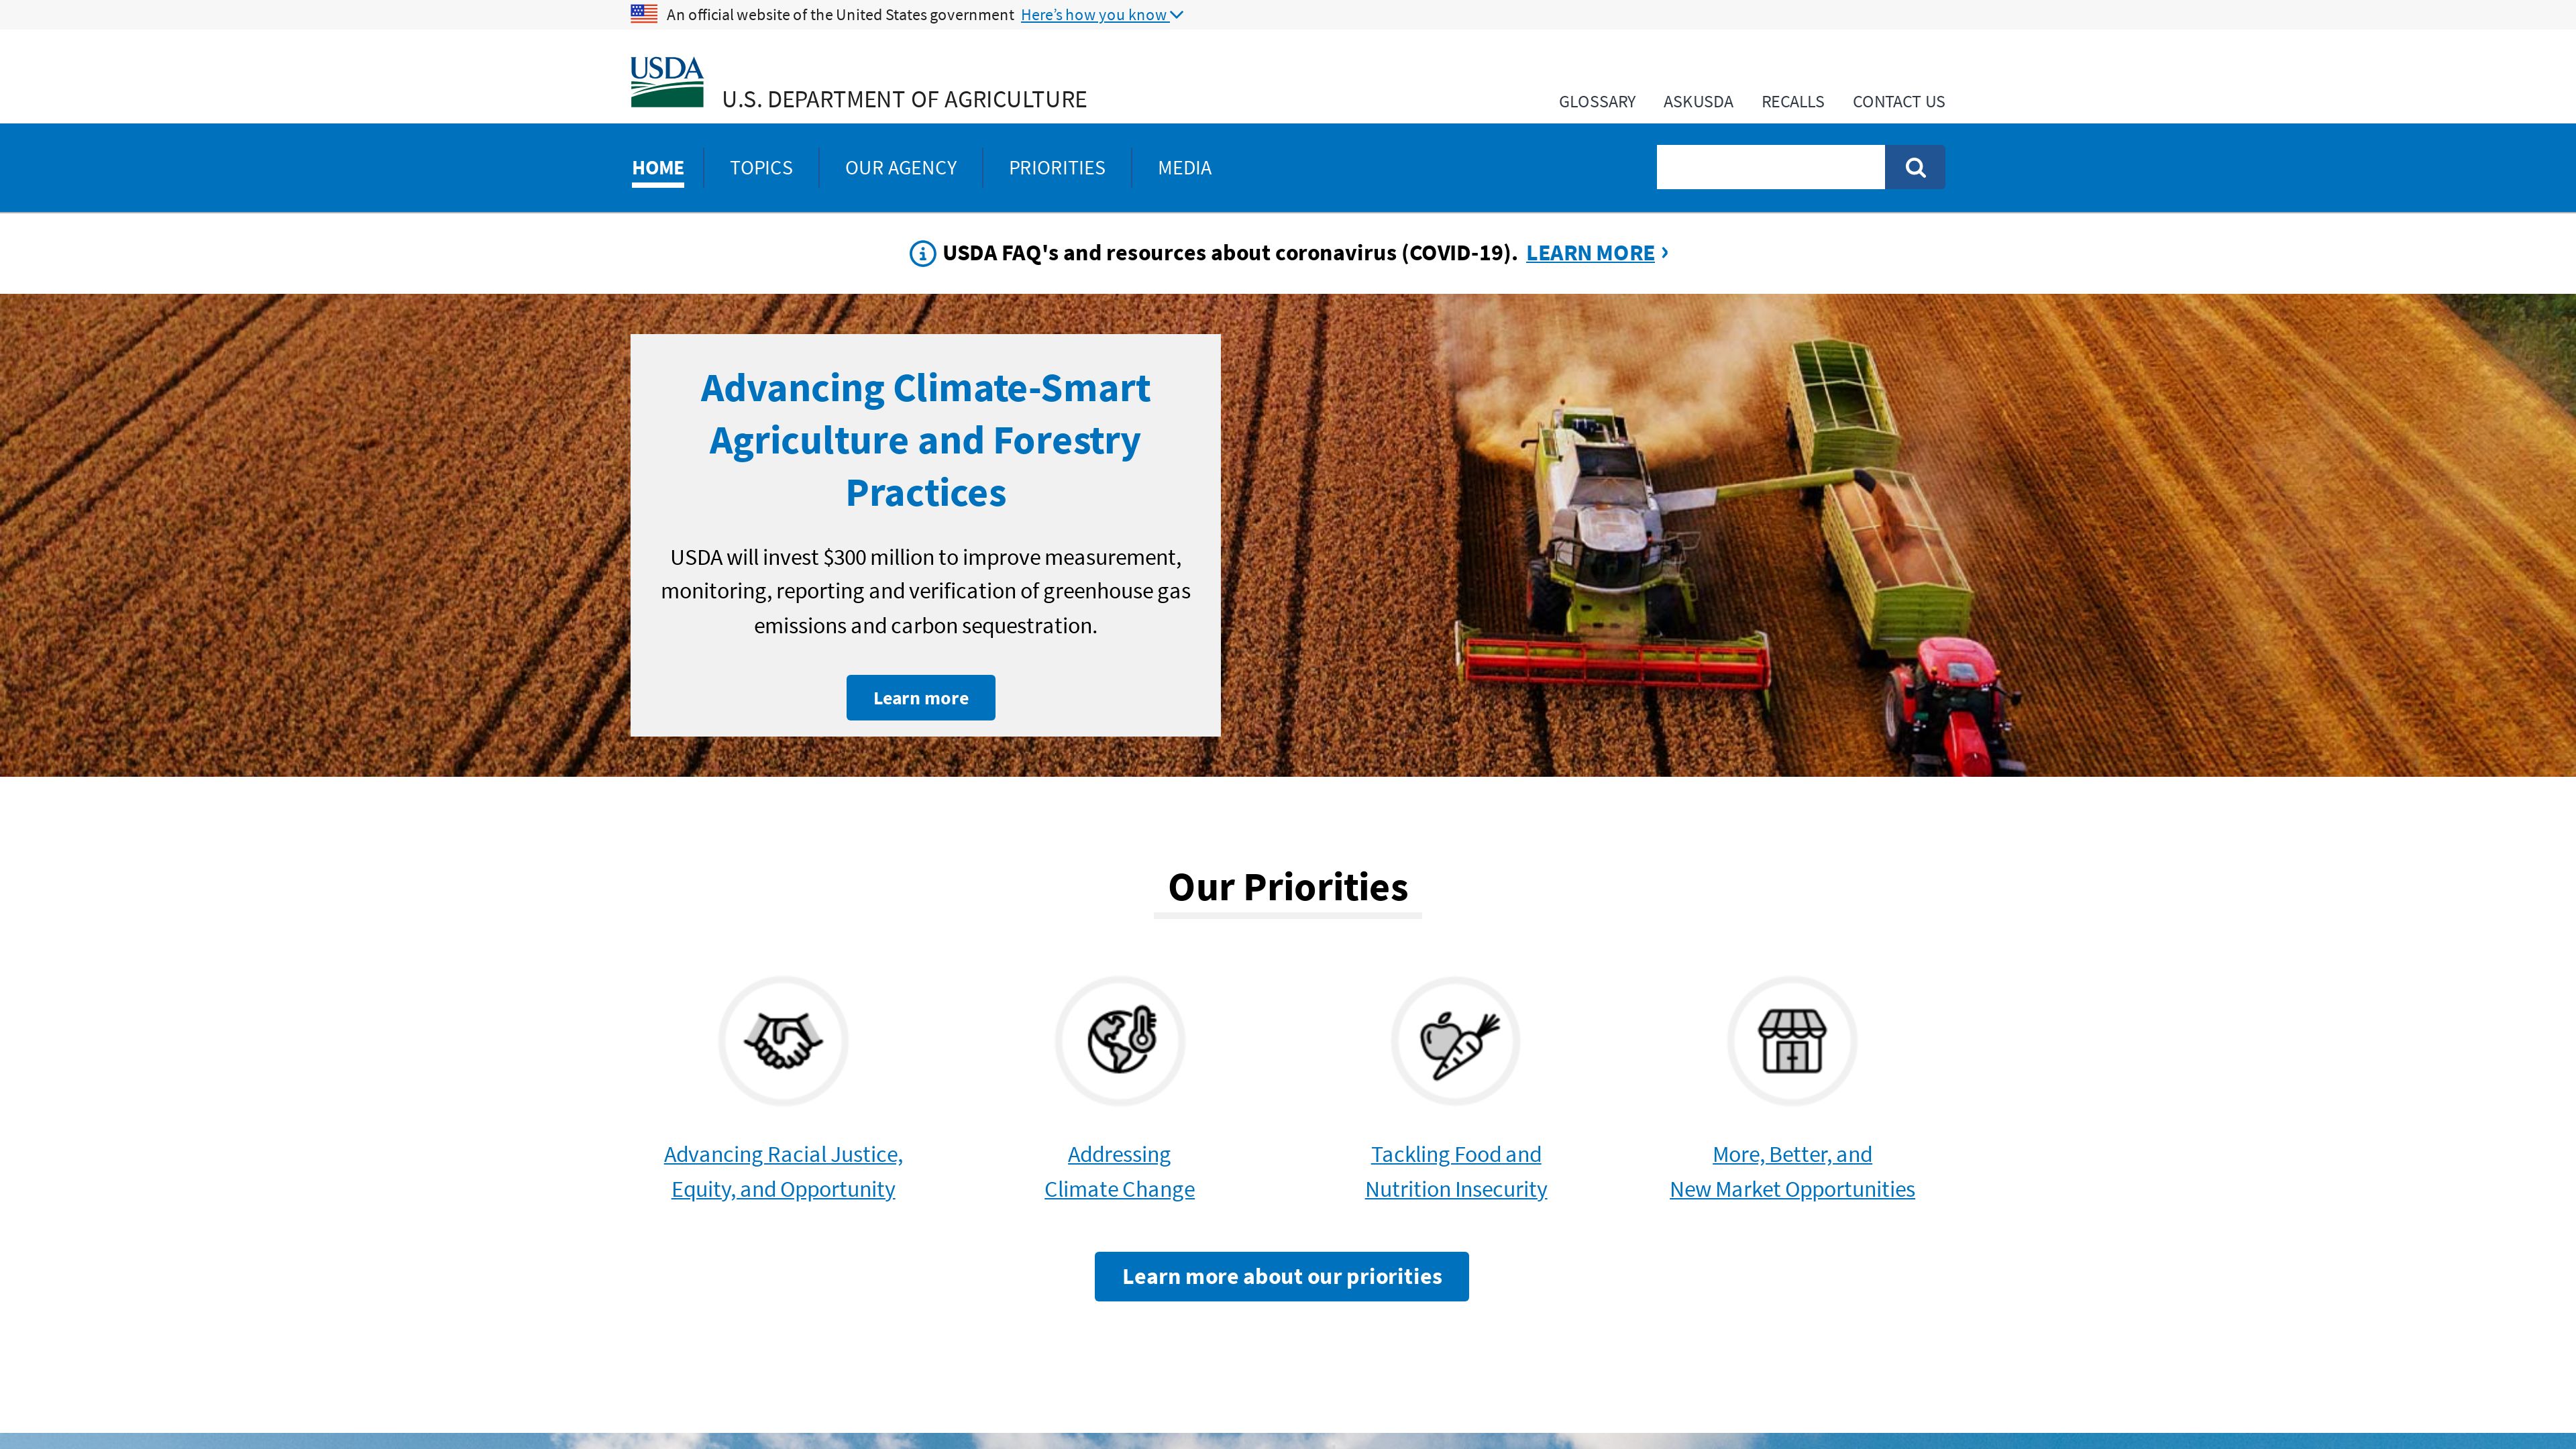 An official website of the United States government Here's how you know
USDA
U.S. DEPARTMENT OF AGRICULTURE
GLOSSARY ASKUSDA RECALLS CONTACT US
HOME TOPICS OUR AGENCY PRIORITIES MEDIA
USDA FAQ's and resources about coronavirus (COVID-19). LEARN MORE ›
Advancing Climate-Smart
Agriculture and Forestry
Practices
USDA will invest $300 million to improve measurement,
monitoring, reporting and verification of greenhouse gas
emissions and carbon sequestration.
Learn more
Our Priorities
Advancing Racial Justice,
Equity, and Opportunity
Addressing
Climate Change
Tackling Food and
Nutrition Insecurity
More, Better, and
New Market Opportunities
Learn more about our priorities